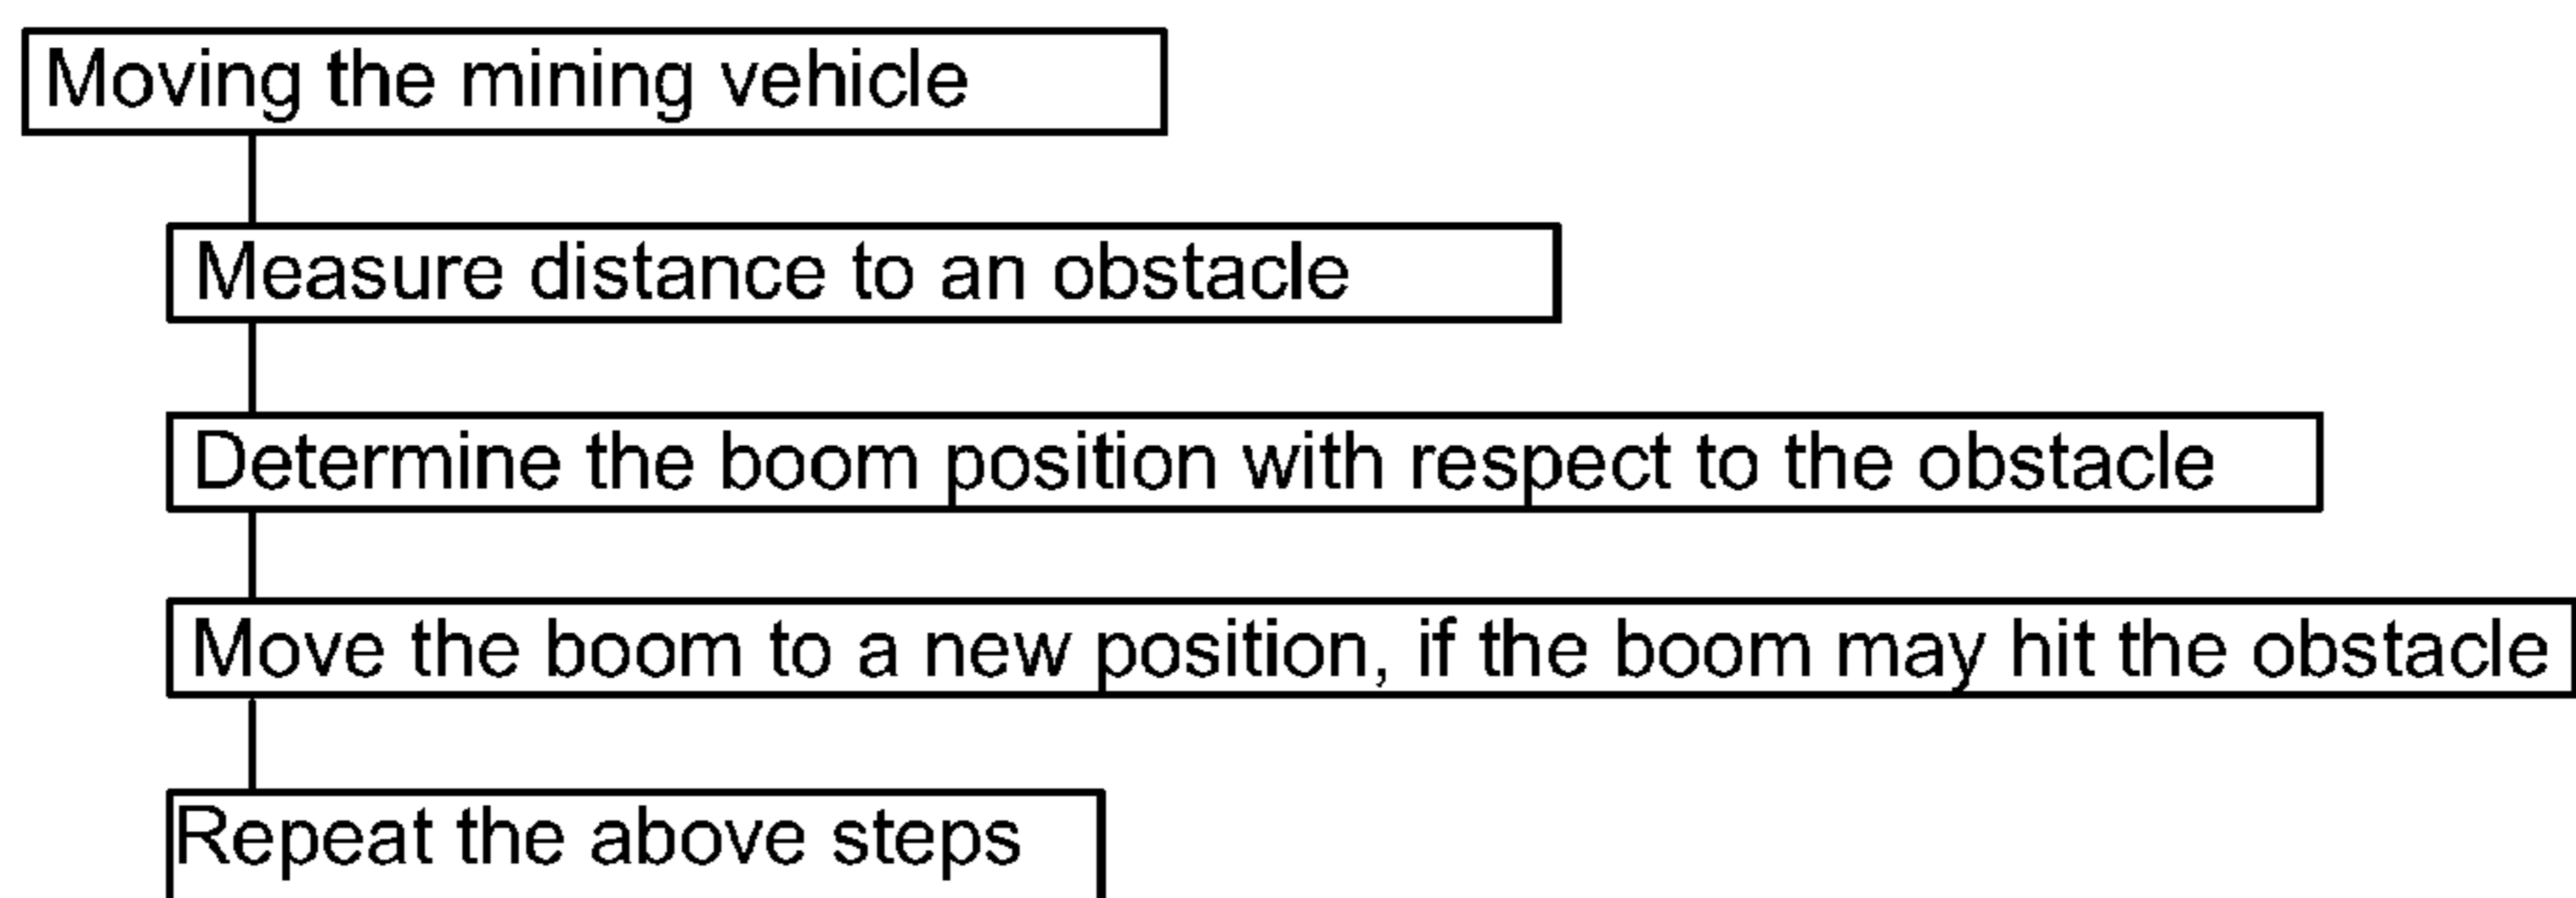 Moving the mining vehicle
Measure distance to an obstacle
Determine the boom position with respect to the obstacle
Move the boom to a new position, if the boom may hit the obstacle
Repeat the above steps